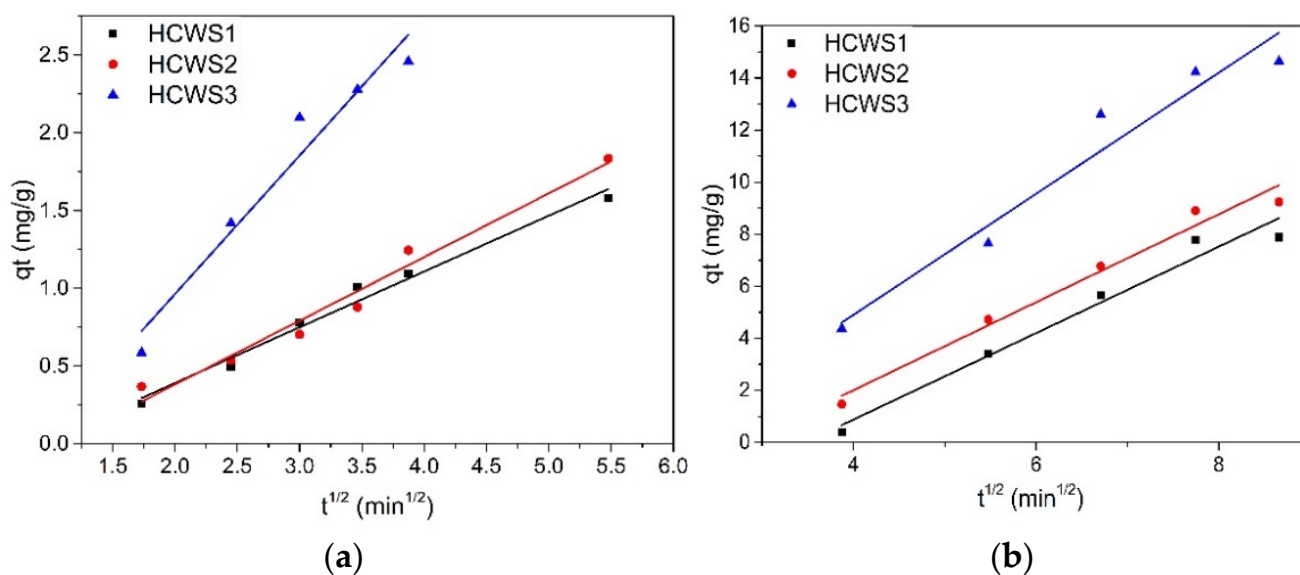 HCWS1
HCWS2
HCWS3
2.5
2.0
1.5
1.0
0.5
0.0
qt (mg/g)
1.5 2.0 2.5 3.0 3.5 4.0 4.5 5.0 5.5 6.0
t1/2 (min1/2)
(a)
HCWS1
HCWS2
HCWS3
16
14
12
10
8
6
4
2
0
qt (mg/g)
4 6 8
t1/2 (min1/2)
(b)